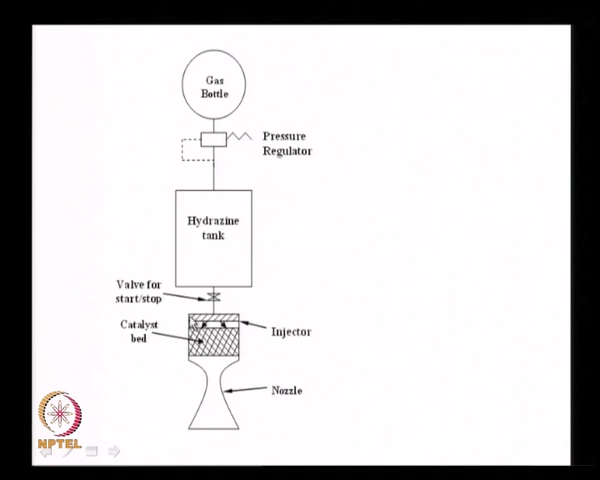 Gas
Bottle
Pressure
Regulator
Hydrazine
tank
Valve for
start/stop
Catalyst
bed
Injector
Nozzle
NPTEL